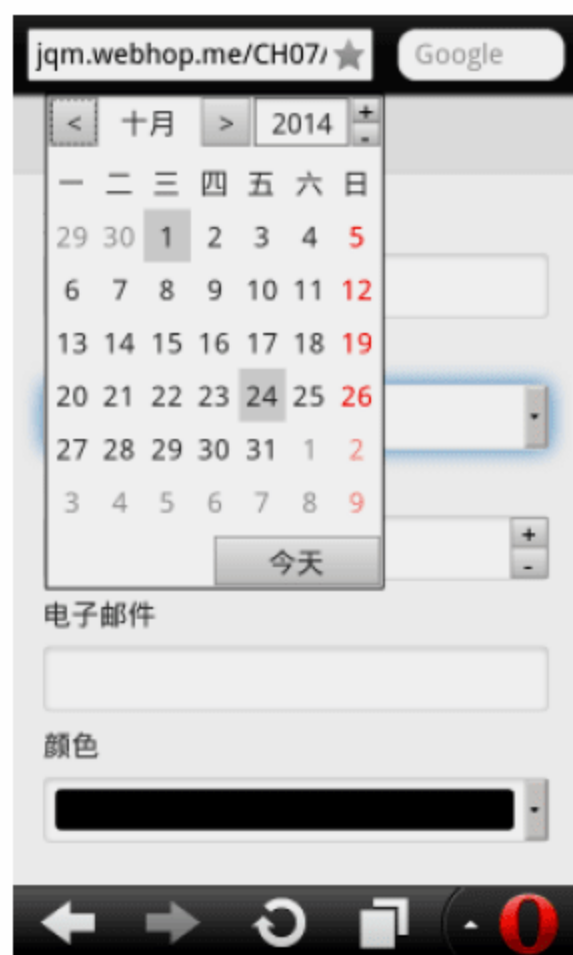 jqm.webhop.me/CH07/ Google
< 十月 > 2014 + -
一 二 三 四 五 六 日
29 30 1 2 3 4 5
6 7 8 9 10 11 12
13 14 15 16 17 18 19
20 21 22 23 24 25 26
27 28 29 30 31 1 2
3 4 5 6 7 8 9
今天
+
-
电子邮件
颜色